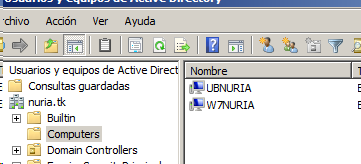 Usuarios y equipos de Active Directory
rchivo Acción Ver Ayuda
Usuarios y equipos de Active Direct
Consultas guardadas
nuria.tk
Builtin
Computers
Domain Controllers
Nombre
UBNURIA
W7NURIA